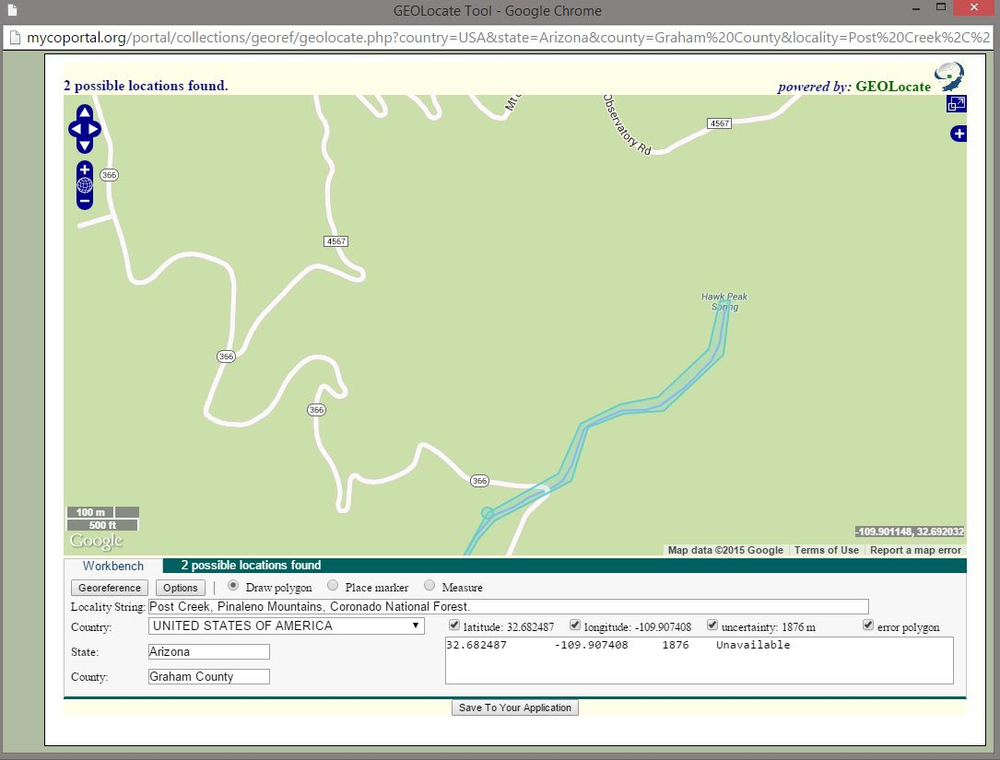 GEOLocate Tool - Google Chrome
mycoportal.org/portal/collections/georef/geolocate.php?country=USA&state=Arizona&county=Graham%20County&locality=Post%20Creek%2C%2
2 possible locations found.
powered by: GEOLocate
Observatory Rd
4567
366
4567
Hawk Peak
Spring
366
366
366
100 m
500 ft
Google
-109.901148, 32.692032
Map data ©2015 Google
Terms of Use
Report a map error
Workbench
2 possible locations found
Georeference
Options
|
Draw polygon
Place marker
Measure
Locality String: Post Creek, Pinaleno Mountains, Coronado National Forest.
Country: UNITED STATES OF AMERICA
latitude: 32.682487
longitude: -109.907408
uncertainty: 1876 m
error polygon
32.682487 -109.907408 1876 Unavailable
State: Arizona
County: Graham County
Save To Your Application